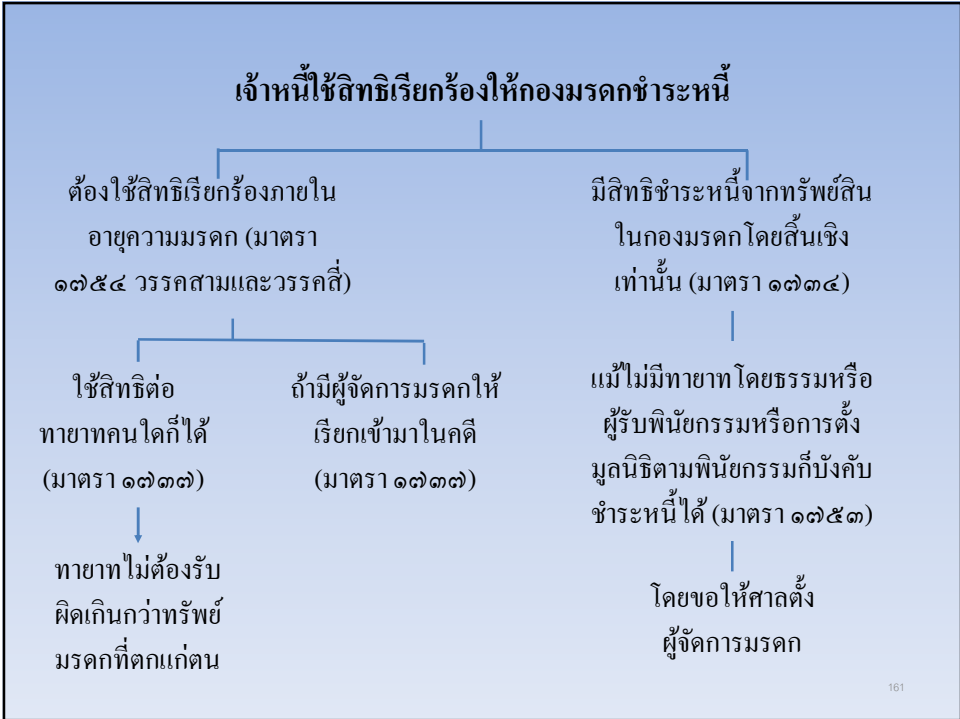 เจ้าหนี้ใช้สิทธิเรียกร้องให้กองมรดกชำระหนี้
ต้องใช้สิทธิเรียกร้องภายใน
อายุความมรดก (มาตรา
๑๗๕๔ วรรคสามและวรรคสี่)
ใช้สิทธิต่อ
ทายาทคนใดก็ได้
(มาตรา ๑๗๓๗)
ทายาทไม่ต้องรับ
ผิดเกินกว่าทรัพย์
มรดกที่ตกแก่ตน
ถ้ามีผู้จัดการมรดกให้
เรียกเข้ามาในคดี
(มาตรา ๑๗๓๗)
มีสิทธิชำระหนี้จากทรัพย์สิน
ในกองมรดกโดยสิ้นเชิง
เท่านั้น (มาตรา ๑๗๓๔)
แม้ไม่มีทายาทโดยธรรมหรือ
ผู้รับพินัยกรรมหรือการตั้ง
มูลนิธิตามพินัยกรรมก็บังคับ
ชำระหนี้ได้ (มาตรา ๑๗๕๓)
โดยขอให้ศาลตั้ง
ผู้จัดการมรดก
161